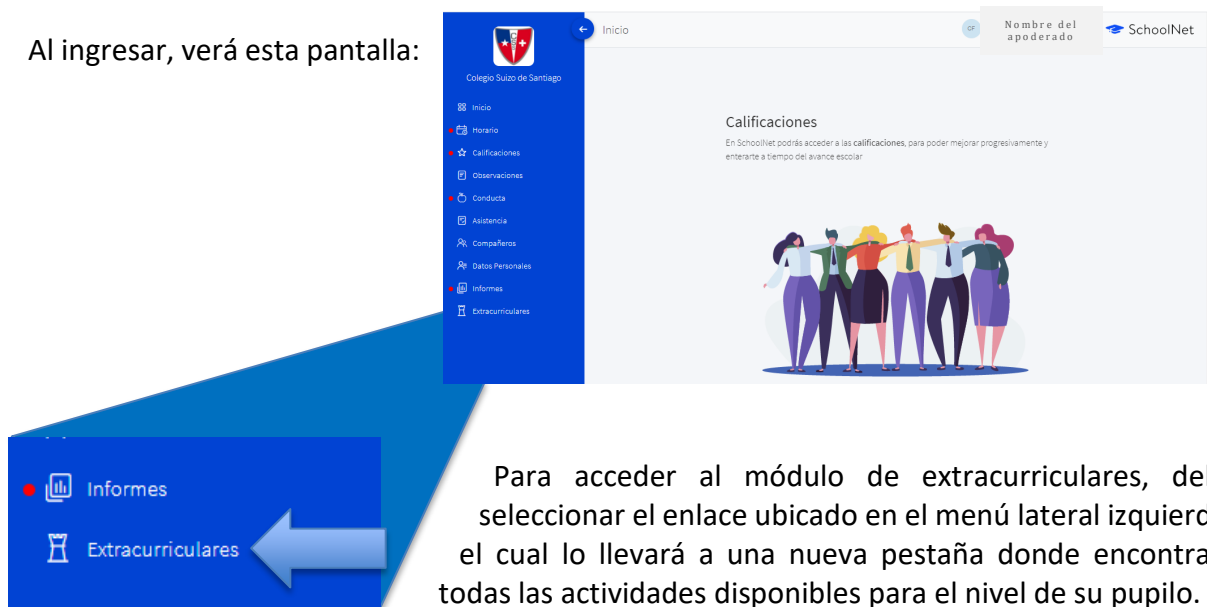 Al ingresar, verá esta pantalla:
Inicio
CF
Nombre del
apoderado
SchoolNet
Colegio Suizo de Santiago
Inicio
Horario
Calificaciones
Observaciones
Conducta
Asistencia
Compañeros
Datos Personales
Informes
Extracurriculares
Calificaciones
En SchoolNet podrás acceder a las calificaciones, para poder mejorar progresivamente y
enterarte a tiempo del avance escolar
Informes
Extracurriculares
Para acceder al módulo de extracurriculares,
seleccionar el enlace ubicado en el menú lateral
el cual lo llevará a una nueva pestaña donde
todas las actividades disponibles para el nivel de su pupilo.